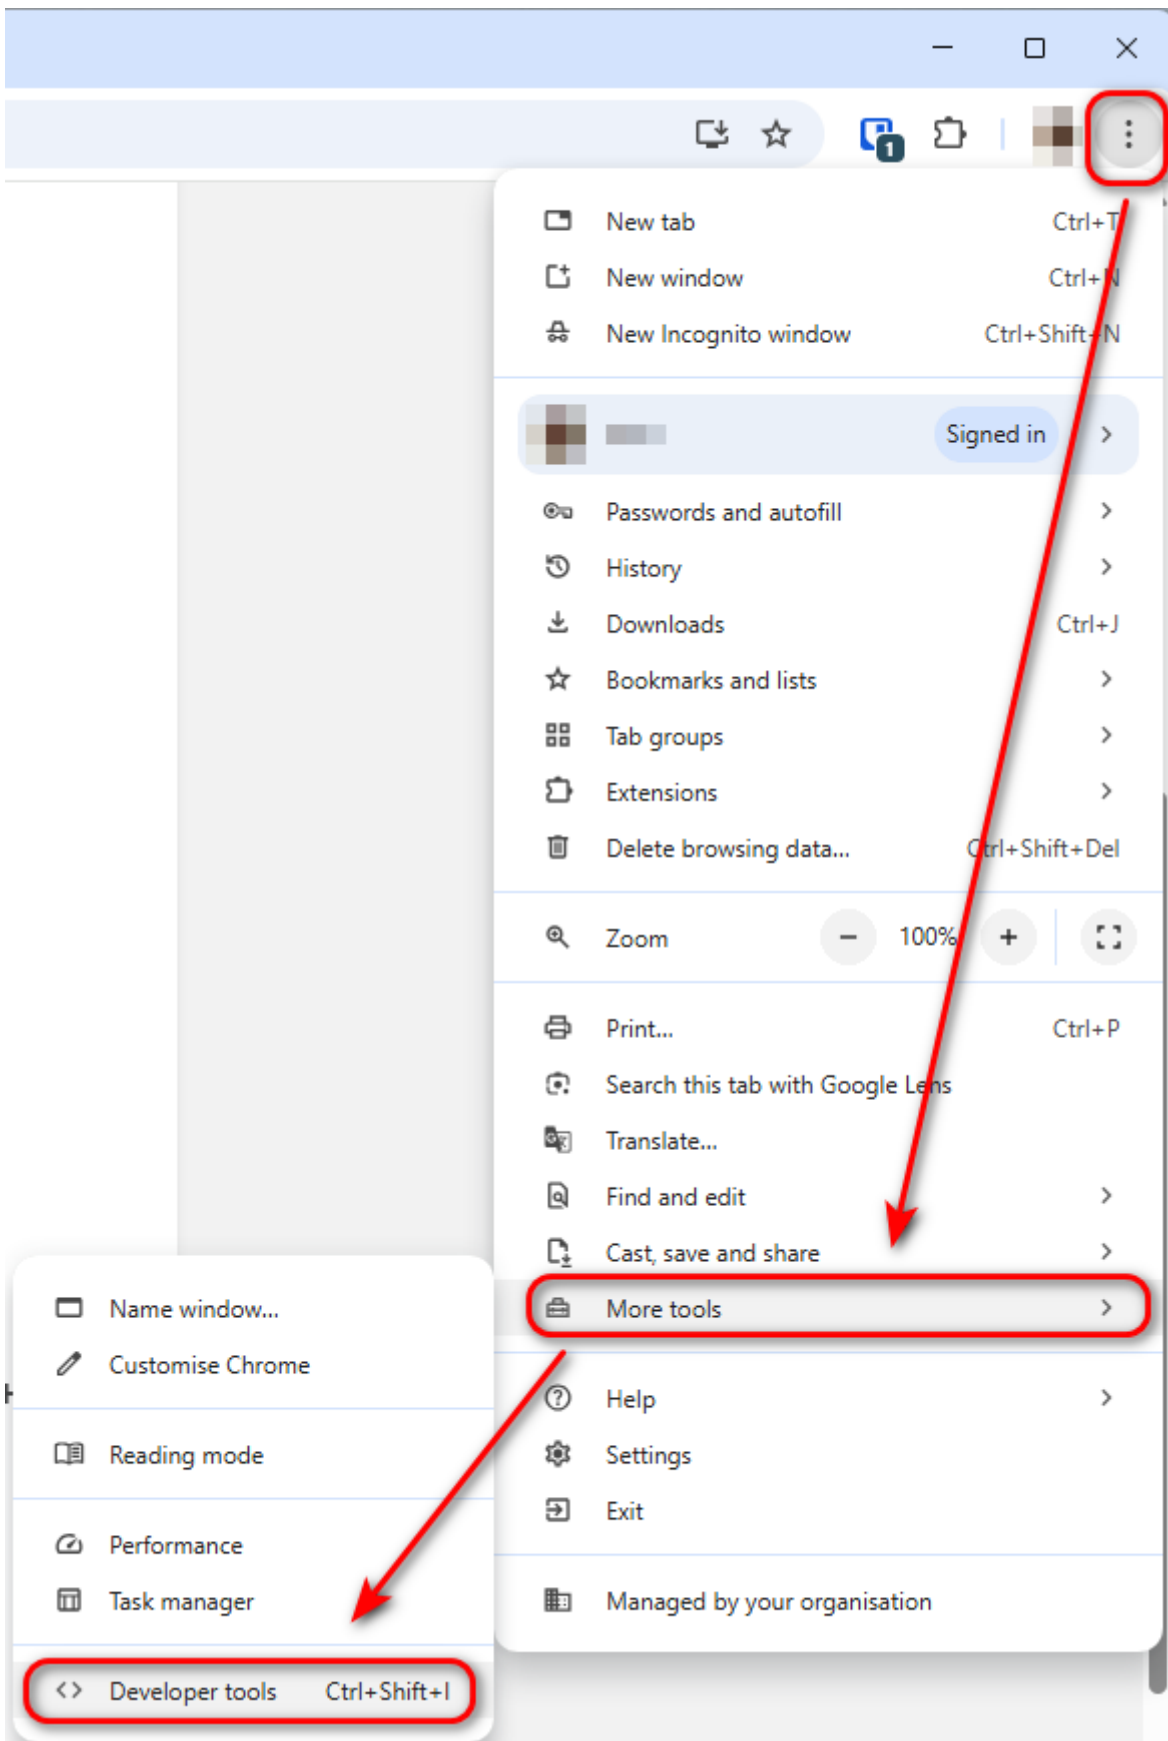 1
New tab Ctrl+T
New window Ctrl+N
New Incognito window Ctrl+Shift+N
Signed in
Passwords and autofill
History
Downloads Ctrl+J
Bookmarks and lists
Tab groups
Extensions
Delete browsing data... Ctrl+Shift+Del
Zoom − 100% +
Print... Ctrl+P
Search this tab with Google Lens
Translate...
Find and edit
Cast, save and share
More tools
Help
Settings
Exit
Managed by your organisation
Name window...
Customise Chrome
Reading mode
Performance
Task manager
Developer tools Ctrl+Shift+I